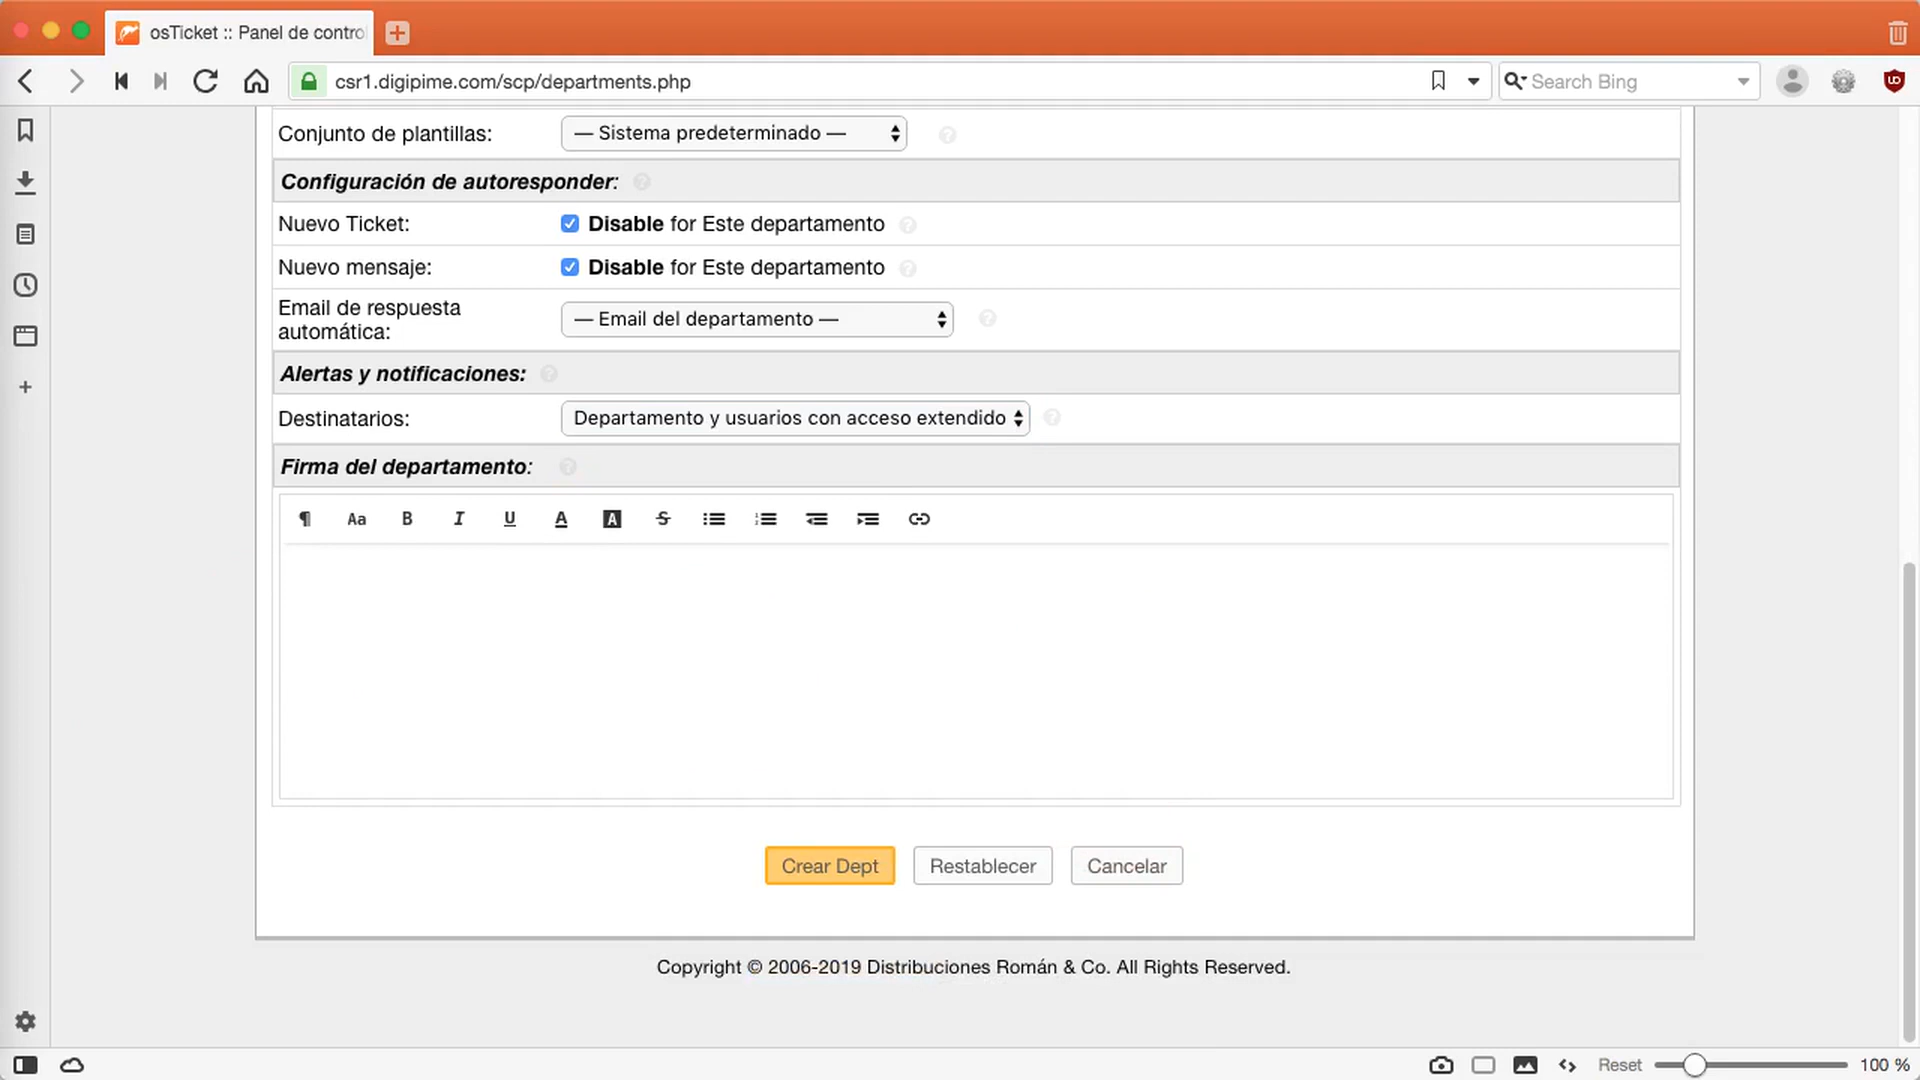 osTicket :: Panel de contro
csr1.digipime.com/scp/departments.php
Search Bing
Conjunto de plantillas:
— Sistema predeterminado —
Configuración de autoresponder:
Nuevo Ticket:
Disable for Este departamento
Nuevo mensaje:
Disable for Este departamento
Email de respuesta
automática:
— Email del departamento —
Alertas y notificaciones:
Destinatarios:
Departamento y usuarios con acceso extendido
Firma del departamento:
Aa B I U A A S
Crear Dept
Restablecer
Cancelar
Copyright © 2006-2019 Distribuciones Román & Co. All Rights Reserved.
Reset
100 %